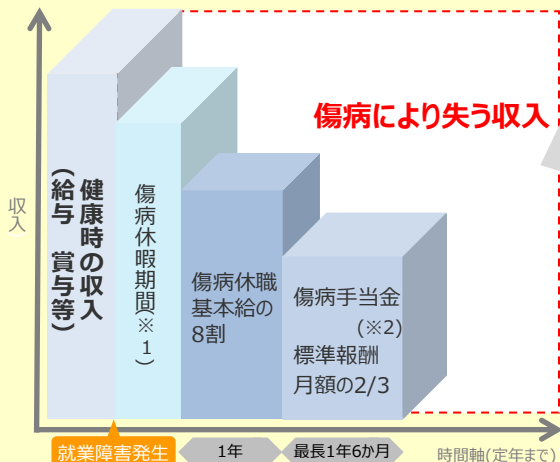 傷病により失う収入
収入
健康時の収入
(給与 賞与等)
傷病休暇期間(※1)
傷病休職
基本給の
8割
傷病手当金
(※2)
標準報酬
月額の2/3
就業障害発生
1年
最長1年6か月
時間軸(定年まで)